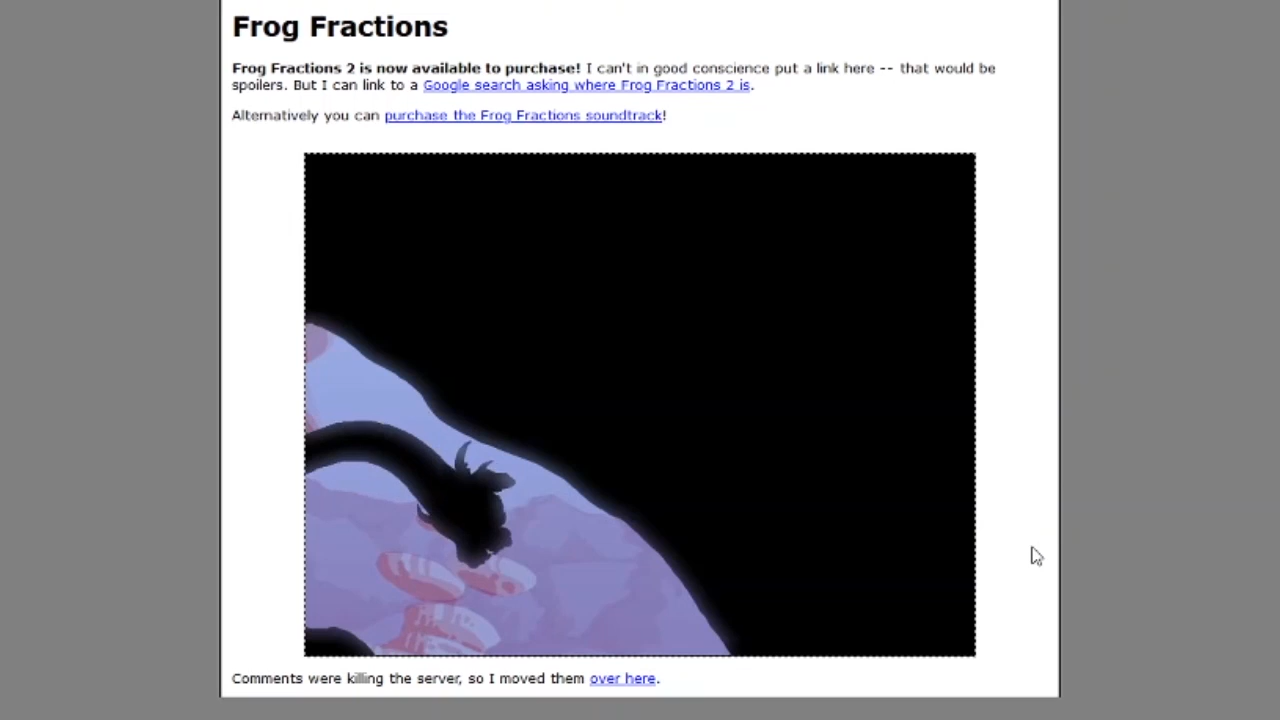 Frog Fractions
Frog Fractions 2 is now available to purchase! I can't in good conscience put a link here -- that would be
spoilers. But I can link to a Google search asking where Frog Fractions 2 is.
Alternatively you can purchase the Frog Fractions soundtrack!
Comments were killing the server, so I moved them over here.